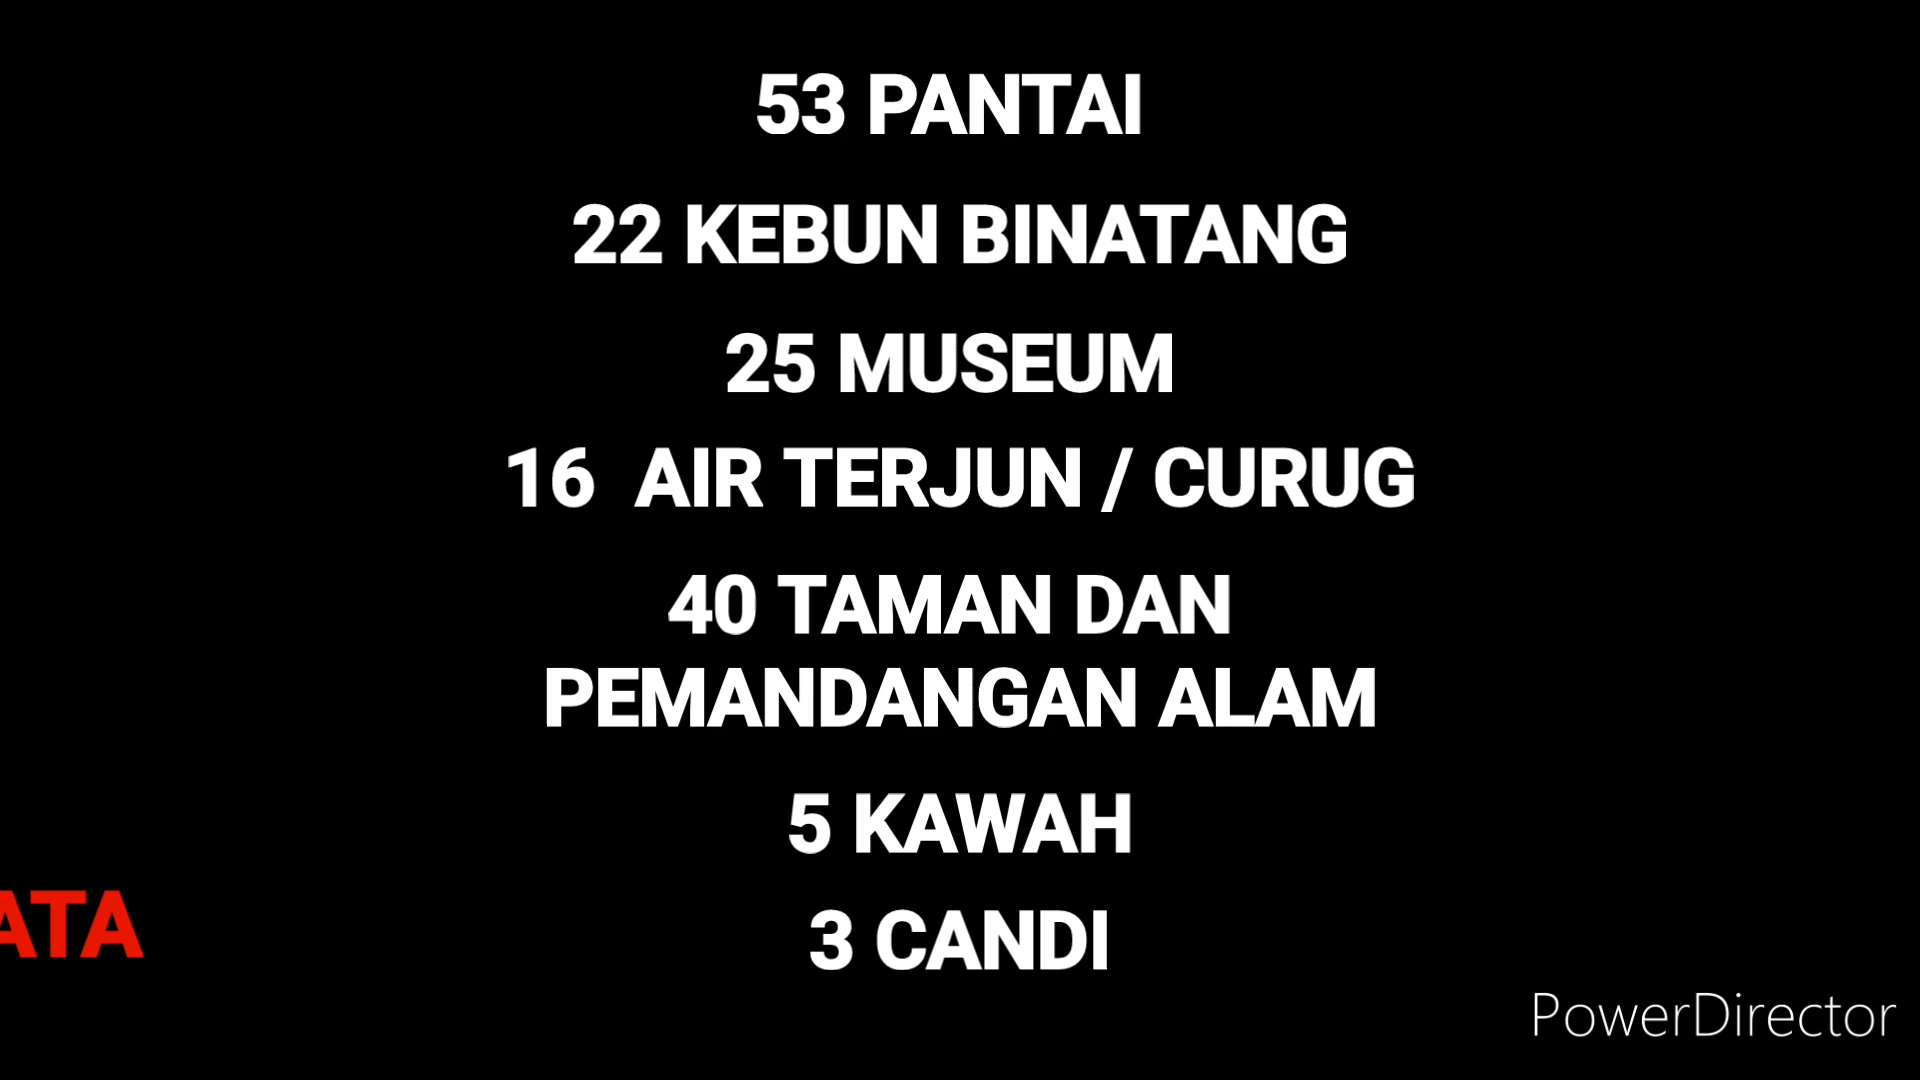 53 PANTAI
22 KEBUN BINATANG
25 MUSEUM
16 AIR TERJUN / CURUG
40 TAMAN DAN
PEMANDANGAN ALAM
5 KAWAH
ATA
3 CANDI
PowerDirector